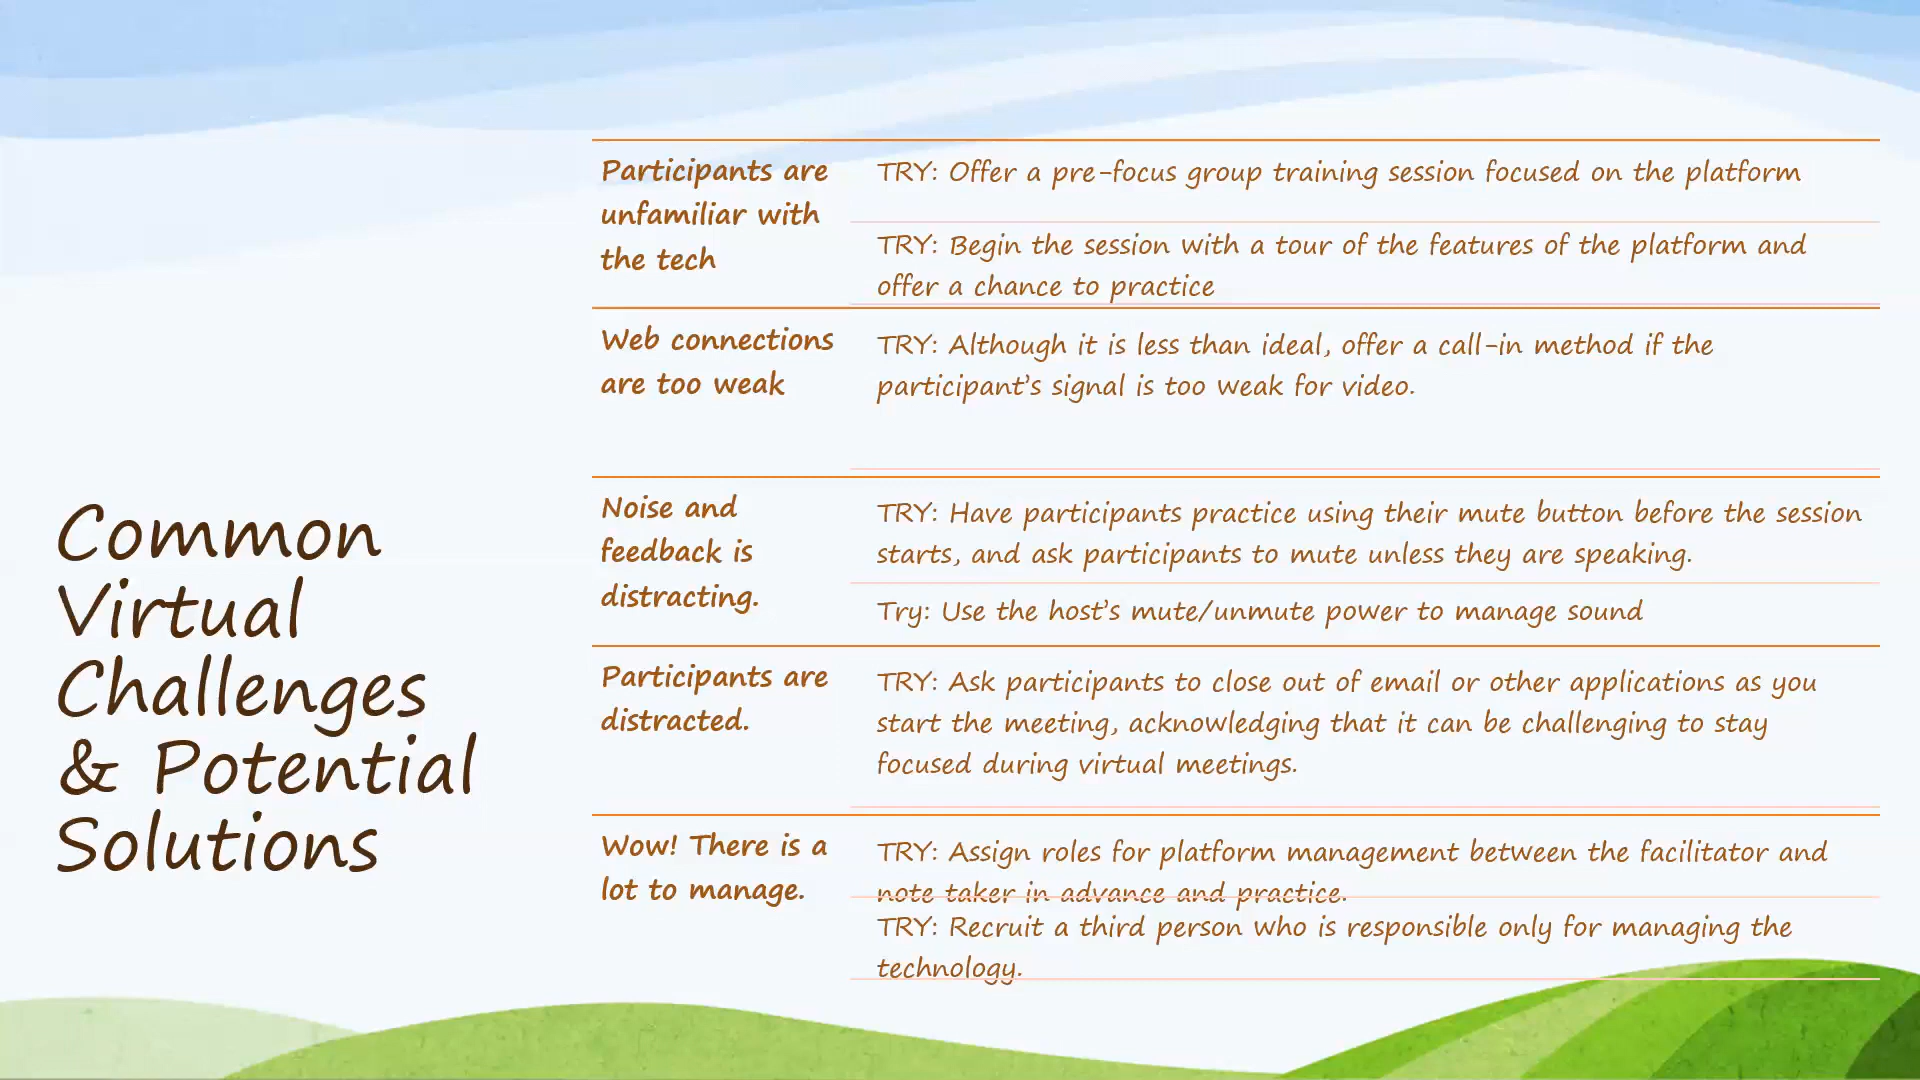 Common
Virtual
Challenges
& Potential
Solutions
Participants are
unfamiliar with
the tech
TRY: Offer a pre-focus group training session focused on the platform
TRY: Begin the session with a tour of the features of the platform and
offer a chance to practice
Web connections
are too weak
TRY: Although it is less than ideal, offer a call-in method if the
participant's signal is too weak for video.
Noise and
feedback is
distracting.
TRY: Have participants practice using their mute button before the session
starts, and ask participants to mute unless they are speaking.
Try: Use the host's mute/unmute power to manage sound
Participants are
distracted.
TRY: Ask participants to close out of email or other applications as you
start the meeting, acknowledging that it can be challenging to stay
focused during virtual meetings.
Wow! There is a
lot to manage.
TRY: Assign roles for platform management between the facilitator and
note taker in advance and practice.
TRY: Recruit a third person who is responsible only for managing the
technology.